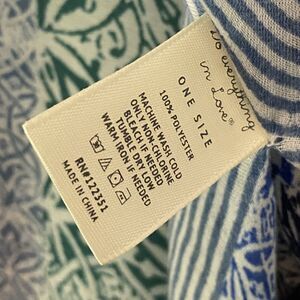 Do everything
in Love®
ONE SIZE
100% POLYESTER
MACHINE WASH COLD
ONLY NON-CHLORINE
BLEACH IF NEEDED
TUMBLE DRY LOW
WARM IRON IF NEEDED
RN#122351
MADE IN CHINA